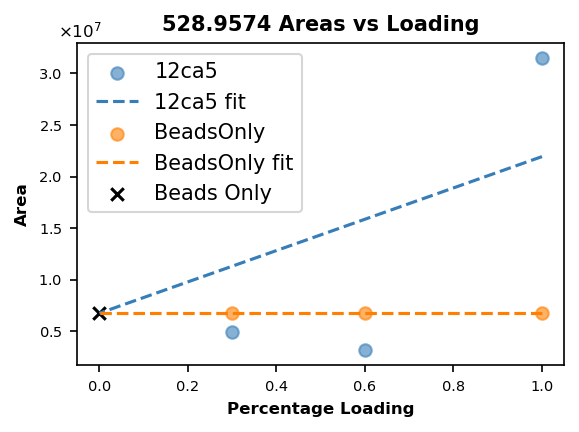 528.9574 Areas vs Loading
×10⁷
12ca5
12ca5 fit
BeadsOnly
BeadsOnly fit
Beads Only
3.0
2.5
2.0
1.5
1.0
0.5
Area
0.0 0.2 0.4 0.6 0.8 1.0
Percentage Loading